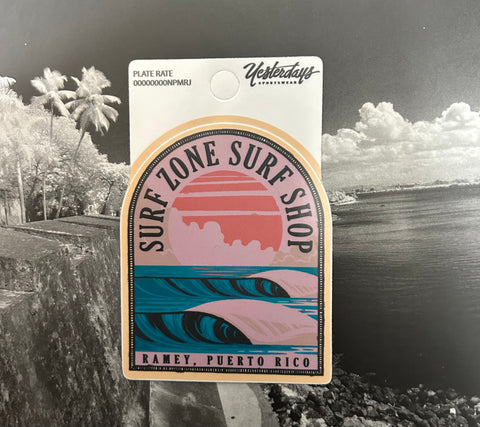 PLATE RATE
00000000NPMRJ
Yesterdays
SPORTSWEAR
SURF ZONE SURF SHOP
RAMEY, PUERTO RICO